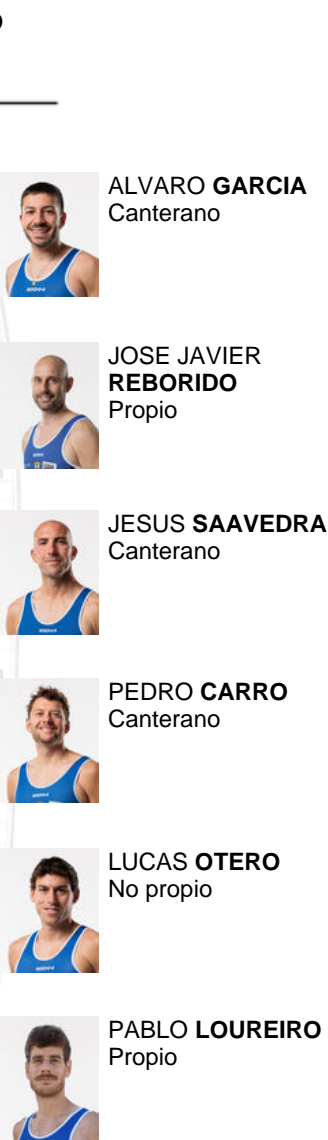 ALVARO GARCIA
Canterano
JOSE JAVIER
REBORIDO
Propio
JESUS SAAVEDRA
Canterano
PEDRO CARRO
Canterano
LUCAS OTERO
No propio
PABLO LOUREIRO
Propio